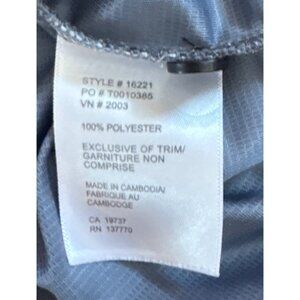 STYLE # 16221
PO # T0010385
VN # 2003
100% POLYESTER
EXCLUSIVE OF TRIM/
GARNITURE NON
COMPRISE
MADE IN CAMBODIA/
FABRIQUE AU
CAMBODGE
CA 19737
RN 137770